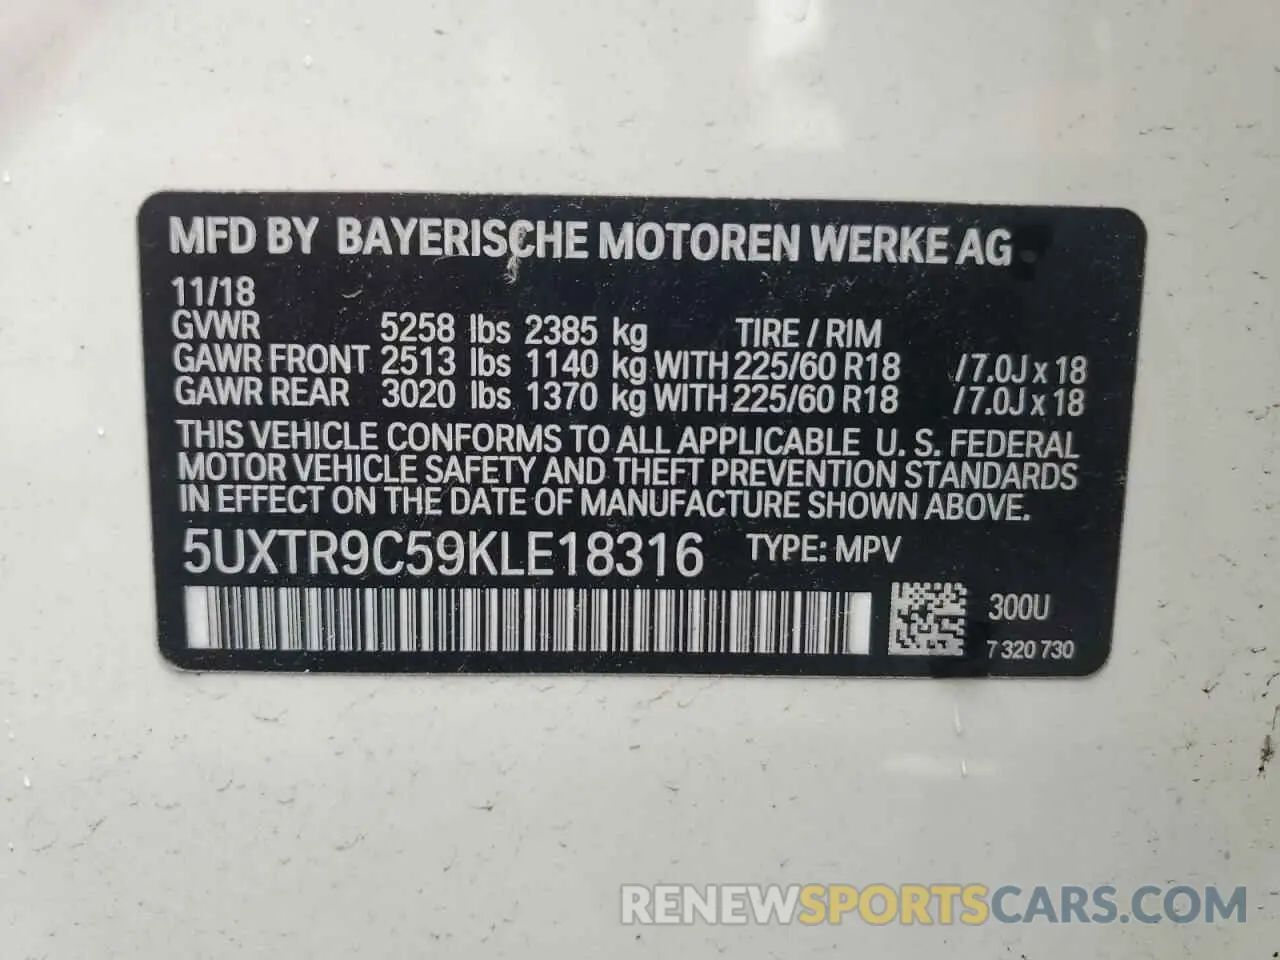 MFD BY BAYERISCHE MOTOREN WERKE AG
11/18
GVWR 5258 lbs 2385 kg TIRE / RIM
GAWR FRONT 2513 lbs 1140 kg WITH 225/60 R18 / 7.0J x 18
GAWR REAR 3020 lbs 1370 kg WITH 225/60 R18 / 7.0J x 18
THIS VEHICLE CONFORMS TO ALL APPLICABLE U. S. FEDERAL
MOTOR VEHICLE SAFETY AND THEFT PREVENTION STANDARDS
IN EFFECT ON THE DATE OF MANUFACTURE SHOWN ABOVE.
5UXTR9C59KLE18316 TYPE: MPV
300U
7 320 730
RENEWSPORTSCARS.COM